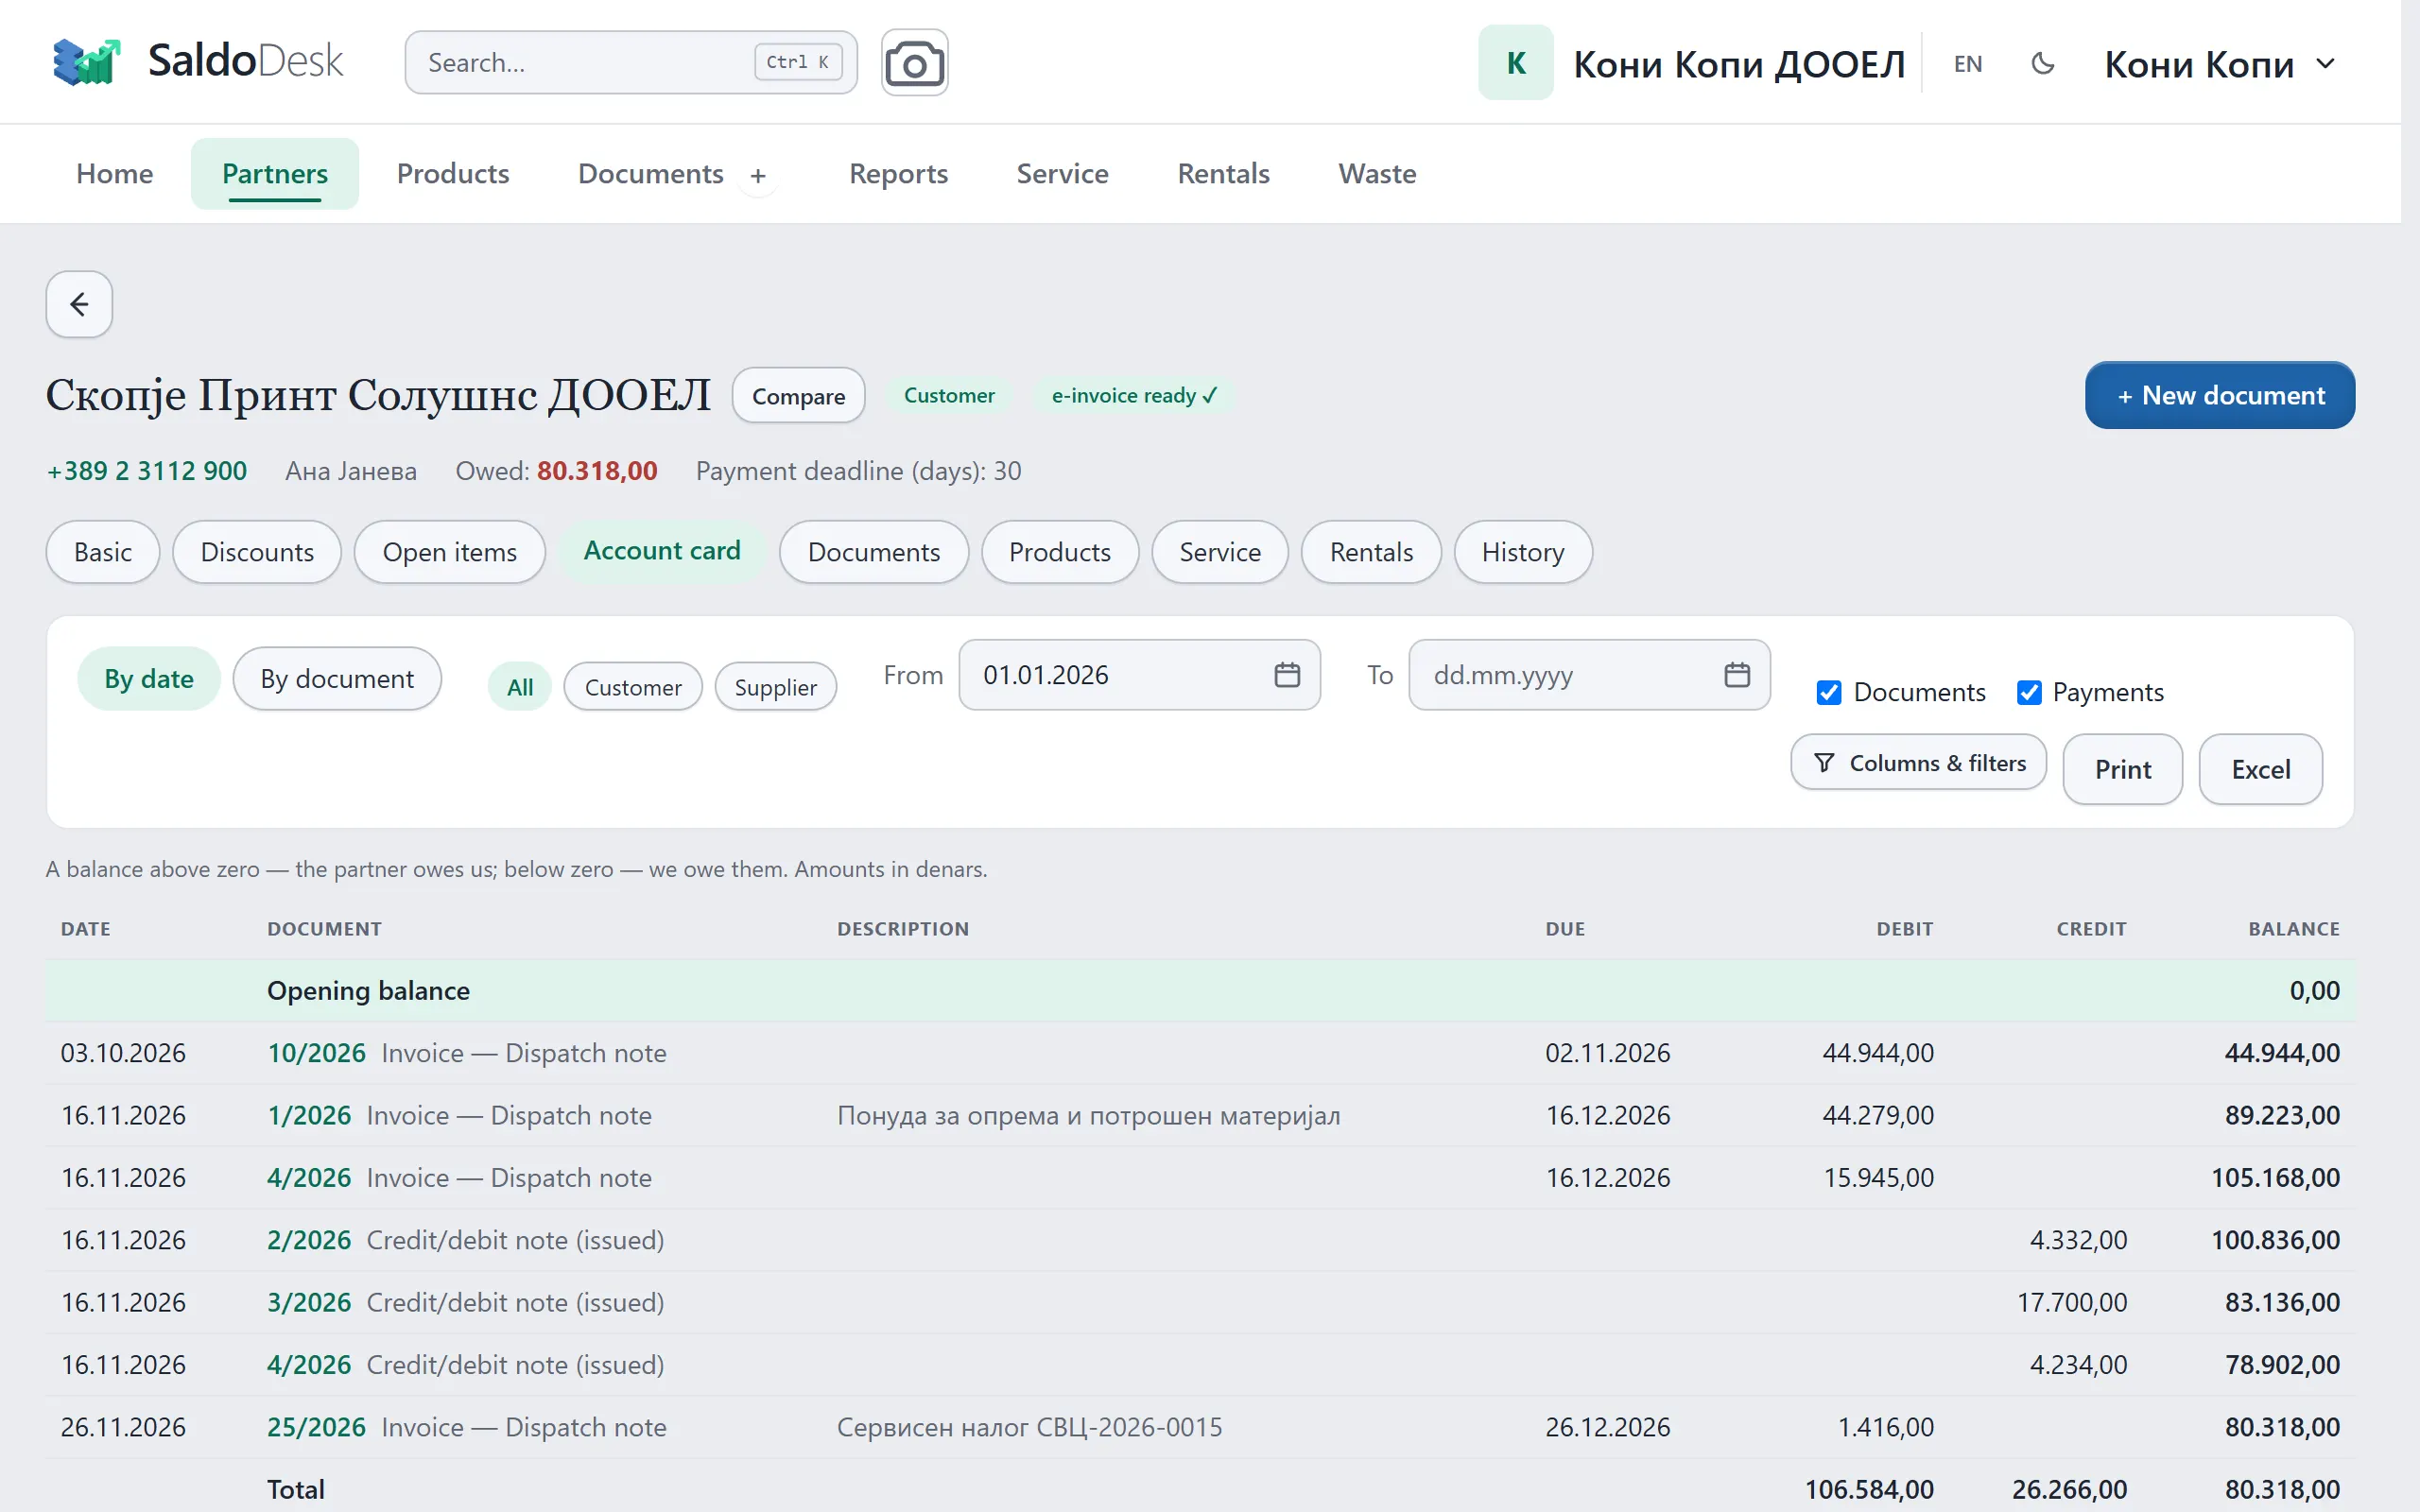 SaldoDesk Search... Ctrl K К Кони Копи ДООЕЛ EN Кони Копи
Home Partners Products Documents + Reports Service Rentals Waste
Скопје Принт Солушнс ДООЕЛ Compare Customer e-invoice ready ✓ + New document
+389 2 3112 900 Ана Јанева Owed: 80.318,00 Payment deadline (days): 30
Basic Discounts Open items Account card Documents Products Service Rentals History
By date By document All Customer Supplier From 01.01.2026 To dd.mm.yyyy Documents Payments
Columns & filters Print Excel
A balance above zero — the partner owes us; below zero — we owe them. Amounts in denars.
DATE DOCUMENT DESCRIPTION DUE DEBIT CREDIT BALANCE
Opening balance 0,00
03.10.2026 10/2026 Invoice — Dispatch note 02.11.2026 44.944,00 44.944,00
16.11.2026 1/2026 Invoice — Dispatch note Понуда за опрема и потрошен материјал 16.12.2026 44.279,00 89.223,00
16.11.2026 4/2026 Invoice — Dispatch note 16.12.2026 15.945,00 105.168,00
16.11.2026 2/2026 Credit/debit note (issued) 4.332,00 100.836,00
16.11.2026 3/2026 Credit/debit note (issued) 17.700,00 83.136,00
16.11.2026 4/2026 Credit/debit note (issued) 4.234,00 78.902,00
26.11.2026 25/2026 Invoice — Dispatch note Сервисен налог СВЦ-2026-0015 26.12.2026 1.416,00 80.318,00
Total 106.584,00 26.266,00 80.318,00